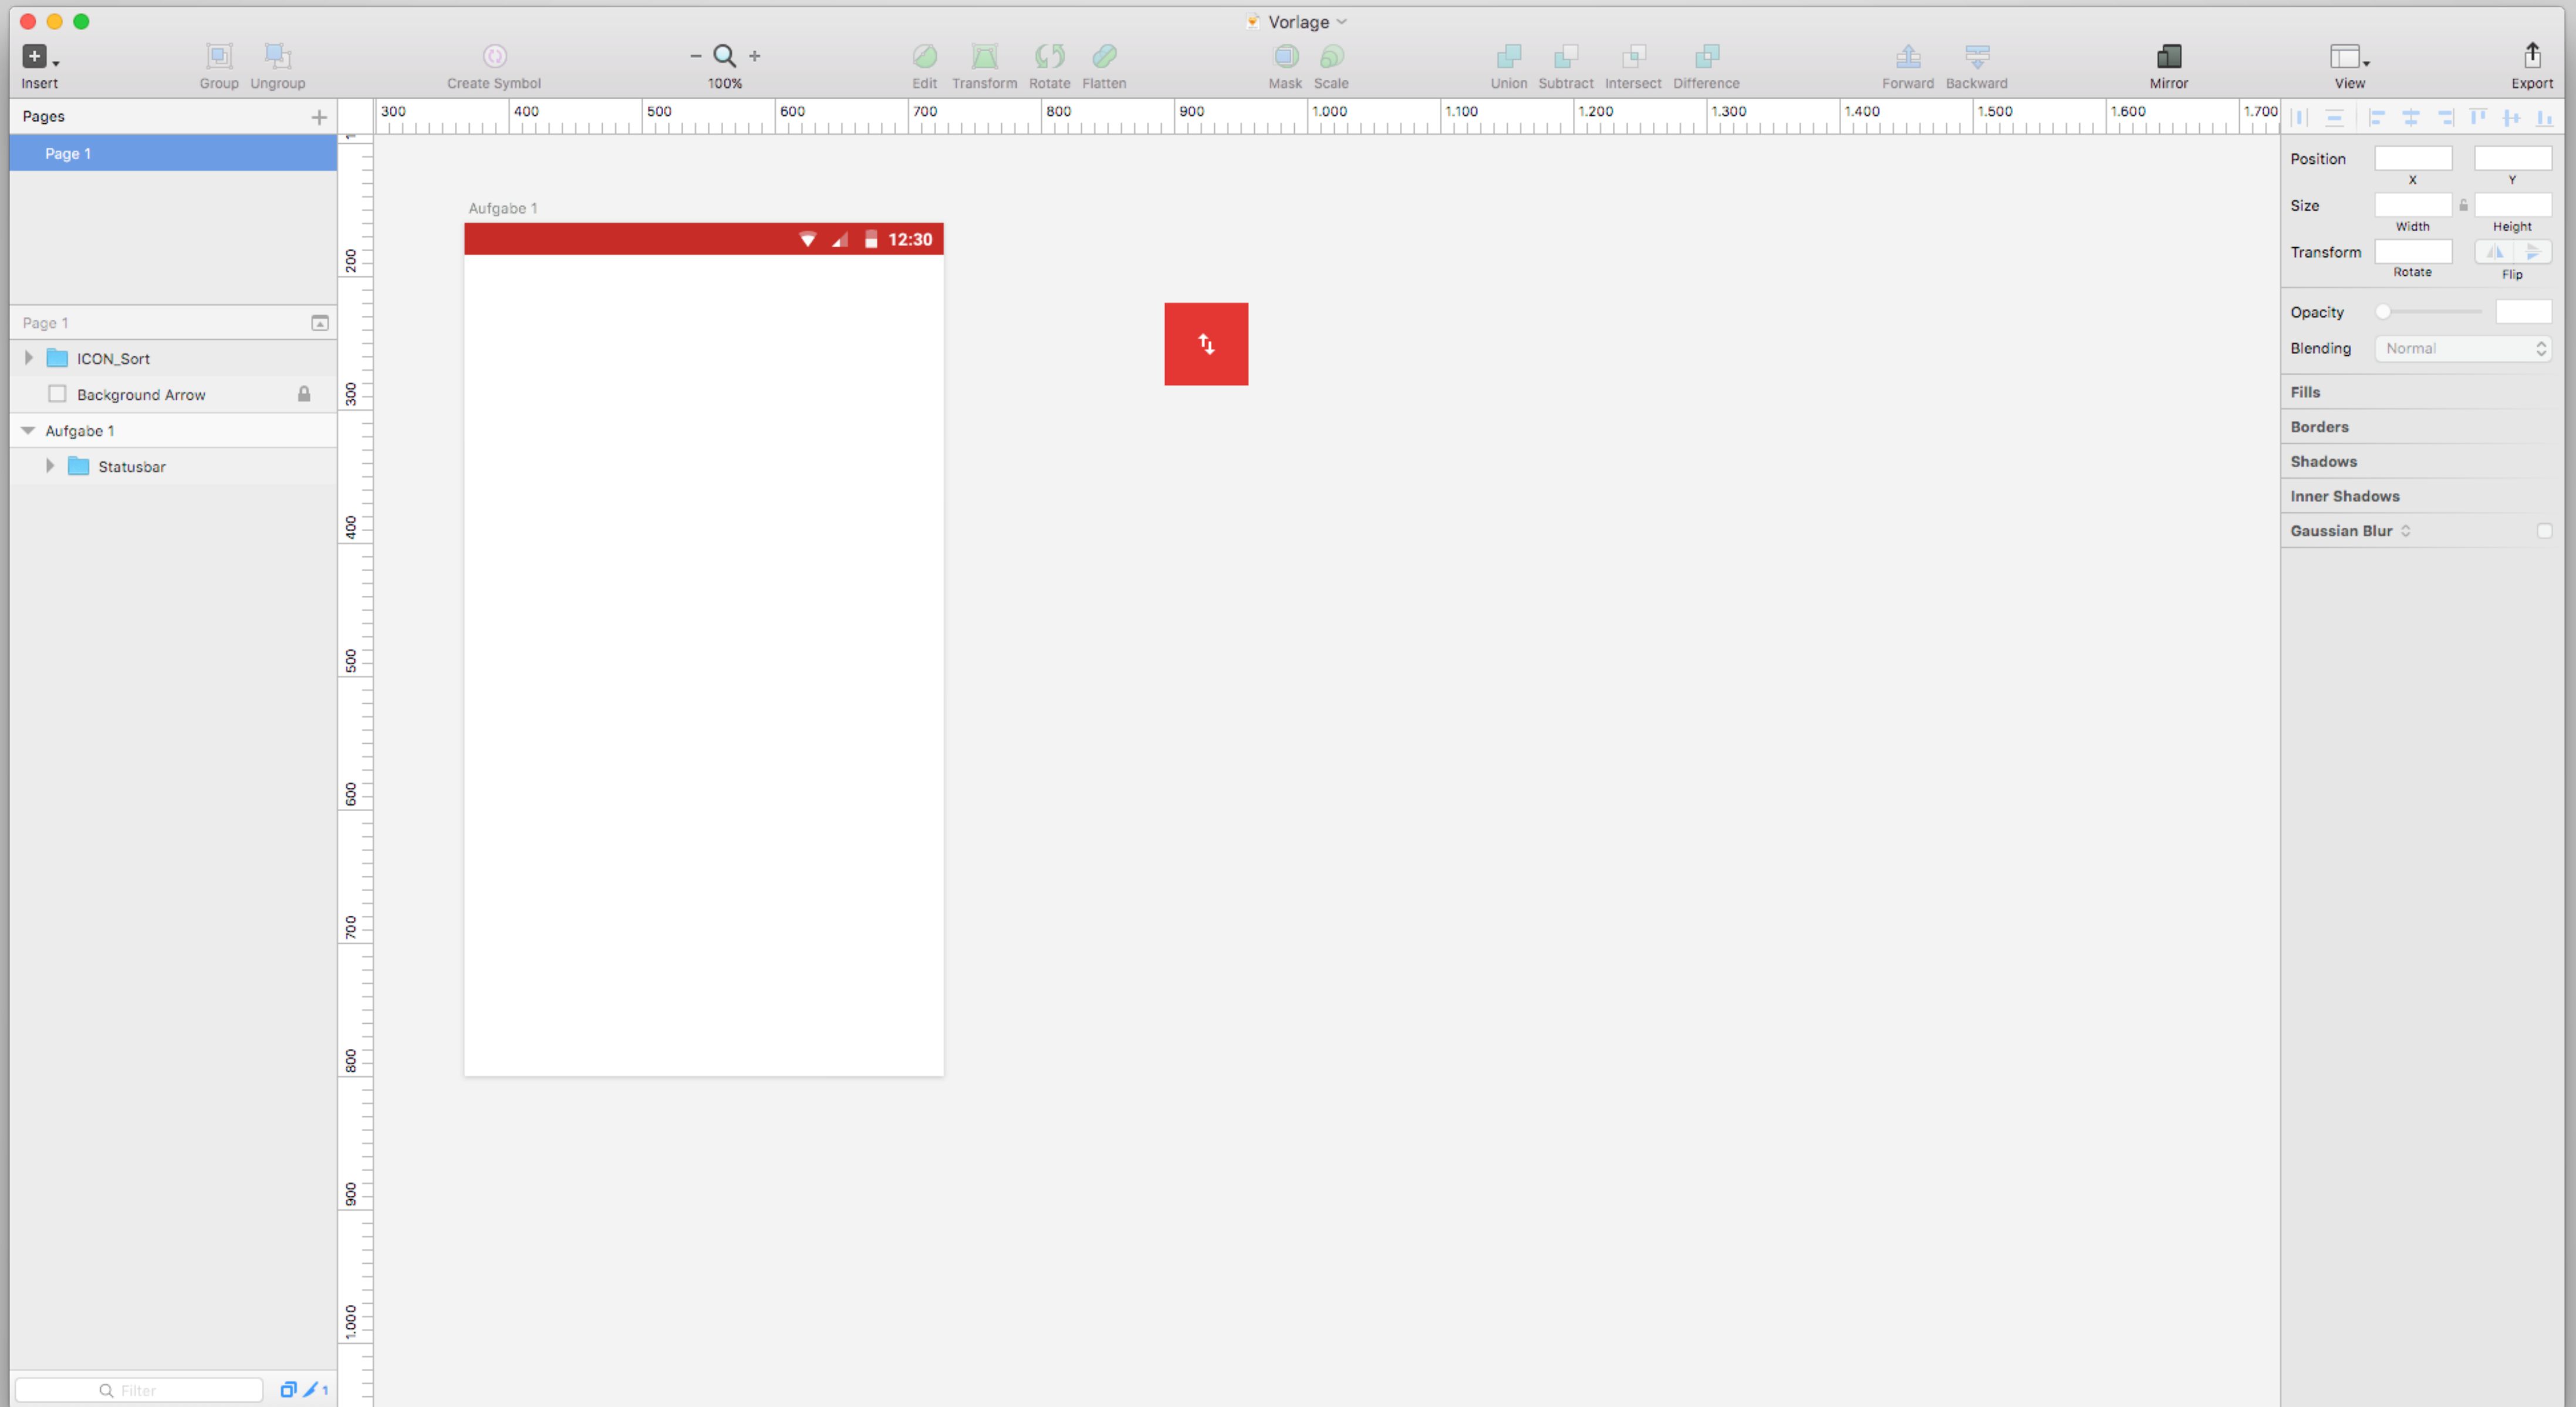 Vorlage
Insert
Group Ungroup
Create Symbol
100%
Edit Transform Rotate Flatten
Mask Scale
Union Subtract Intersect Difference
Forward Backward
Mirror
View
Export
Pages
300 400 500 600 700 800 900 1.000 1.100 1.200 1.300 1.400 1.500 1.600 1.700
Page 1
Page 1
ICON_Sort
Background Arrow
Aufgabe 1
Statusbar
Filter
1
200
300
400
500
600
700
800
900
1.000
Aufgabe 1
12:30
Position
X Y
Size
Width Height
Transform
Rotate Flip
Opacity
Blending Normal
Fills
Borders
Shadows
Inner Shadows
Gaussian Blur